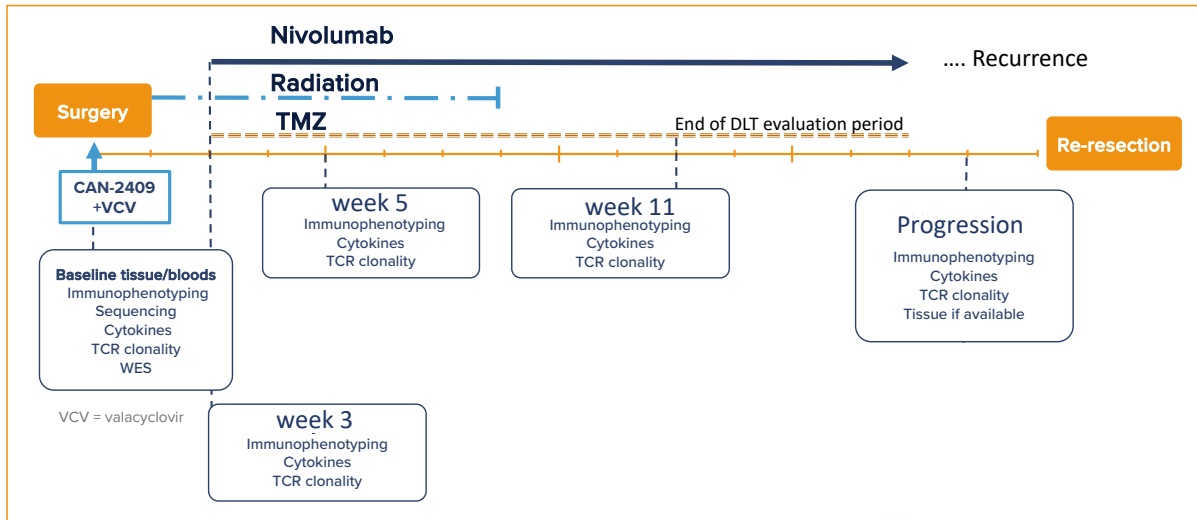 Nivolumab
.... Recurrence
Radiation
Surgery
TMZ
End of DLT evaluation period
Re-resection
CAN-2409
+VCV
week 5
Immunophenotyping
Cytokines
TCR clonality
week 11
Immunophenotyping
Cytokines
TCR clonality
Progression
Immunophenotyping
Cytokines
TCR clonality
Tissue if available
Baseline tissue/bloods
Immunophenotyping
Sequencing
Cytokines
TCR clonality
WES
VCV = valacyclovir
week 3
Immunophenotyping
Cytokines
TCR clonality